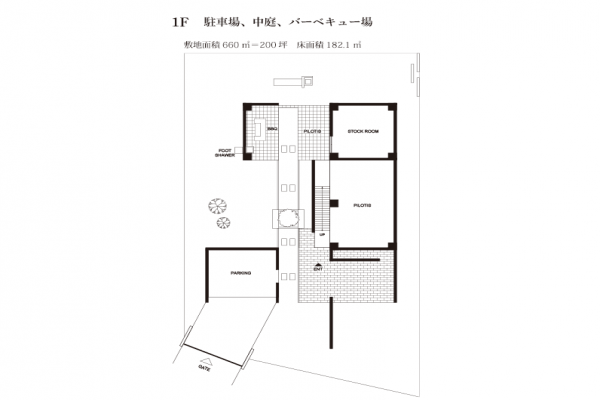 1F 駐車場、中庭、バーベキュー場
敷地面積 660 ㎡−200 坪 床面積 182.1 ㎡
BBQ
PILOTIS
STOCK ROOM
FOOT
SHAWER
PILOTIS
UP
ENT
PARKING
GATE